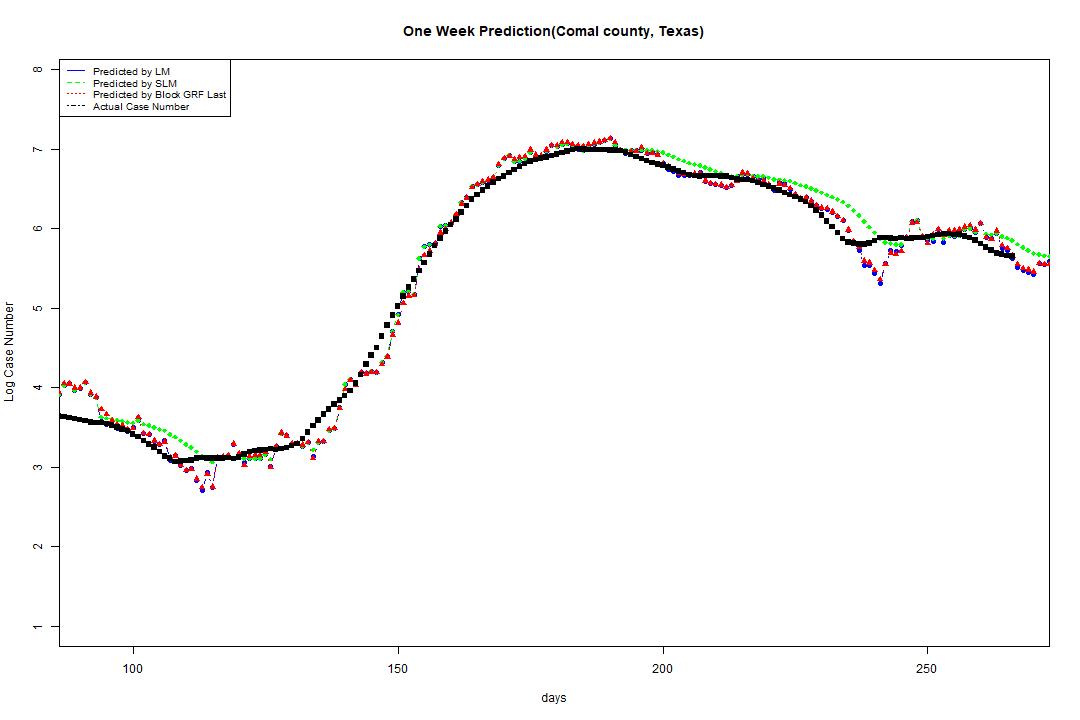 One Week Prediction(Comal county, Texas)
Predicted by LM
Predicted by SLM
Predicted by Block GRF Last
Actual Case Number
8
7
6
5
4
3
2
1
Log Case Number
100 150 200 250
days